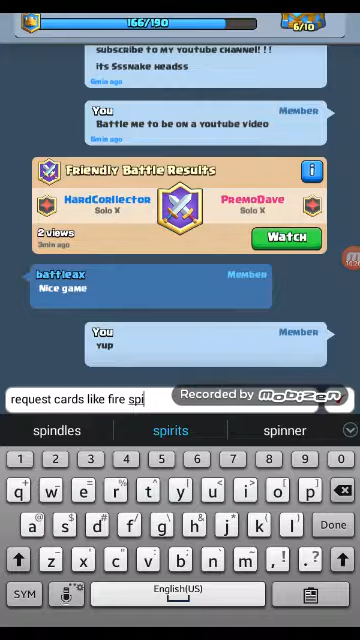 166/190
6/10
subscribe to my youtube channel! ! !
its Sssnake Headss
6min ago
You
Member
Battle me to be on a youtube video
6min ago
Friendly Battle Results
i
HardCorllector
PremoDave
Solo X
Solo X
2 views
3min ago
Watch
battleax
Member
Nice game
You
Member
yup
request cards like fire spi
Recorded by mobizen
spindles
spirits
spinner
1 2 3 4 5 6 7 8 9 0
q w e r t y u i o p
a s d f g h j k l Done
z x c v b n m , ! . ?
SYM
English(US)